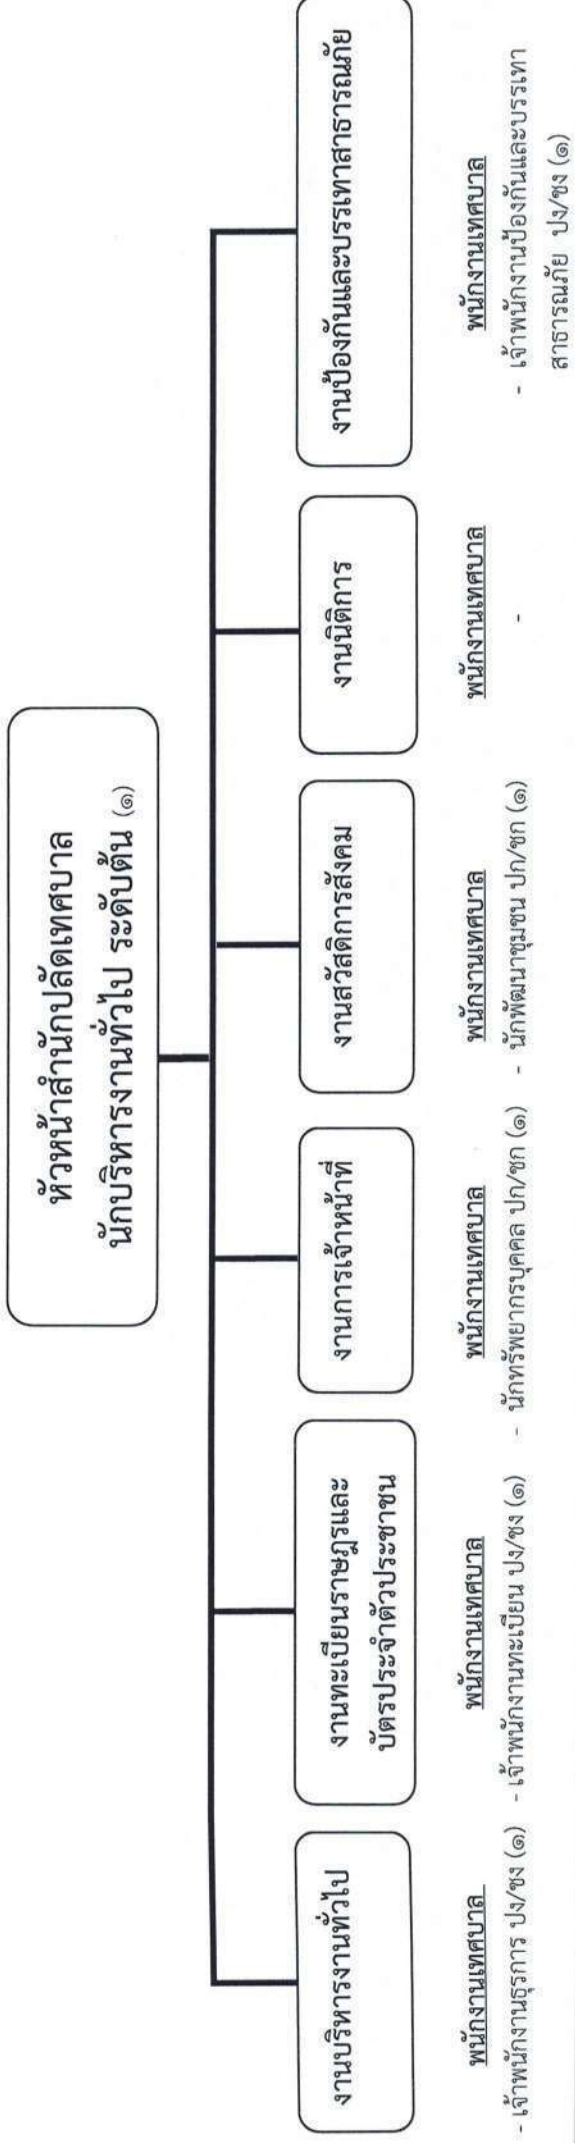 หัวหน้าสำนักปลัดเทศบาล
นักบริหารงานทั่วไป ระดับต้น (๑)
งานบริหารงานทั่วไป
พนักงานเทศบาล
- เจ้าพนักงานธุรการ ปง/ชง (๑)
งานทะเบียนราษฎรและ
บัตรประจำตัวประชาชน
พนักงานเทศบาล
- เจ้าพนักงานทะเบียน ปง/ชง (๑)
งานการเจ้าหน้าที่
พนักงานเทศบาล
- นักทรัพยากรบุคคล ปก/ชก (๑)
งานสวัสดิการสังคม
พนักงานเทศบาล
- นักพัฒนาชุมชน ปก/ชก (๑)
งานนิติการ
พนักงานเทศบาล
-
งานป้องกันและบรรเทาสาธารณภัย
พนักงานเทศบาล
- เจ้าพนักงานป้องกันและบรรเทา
สาธารณภัย ปง/ชง (๑)